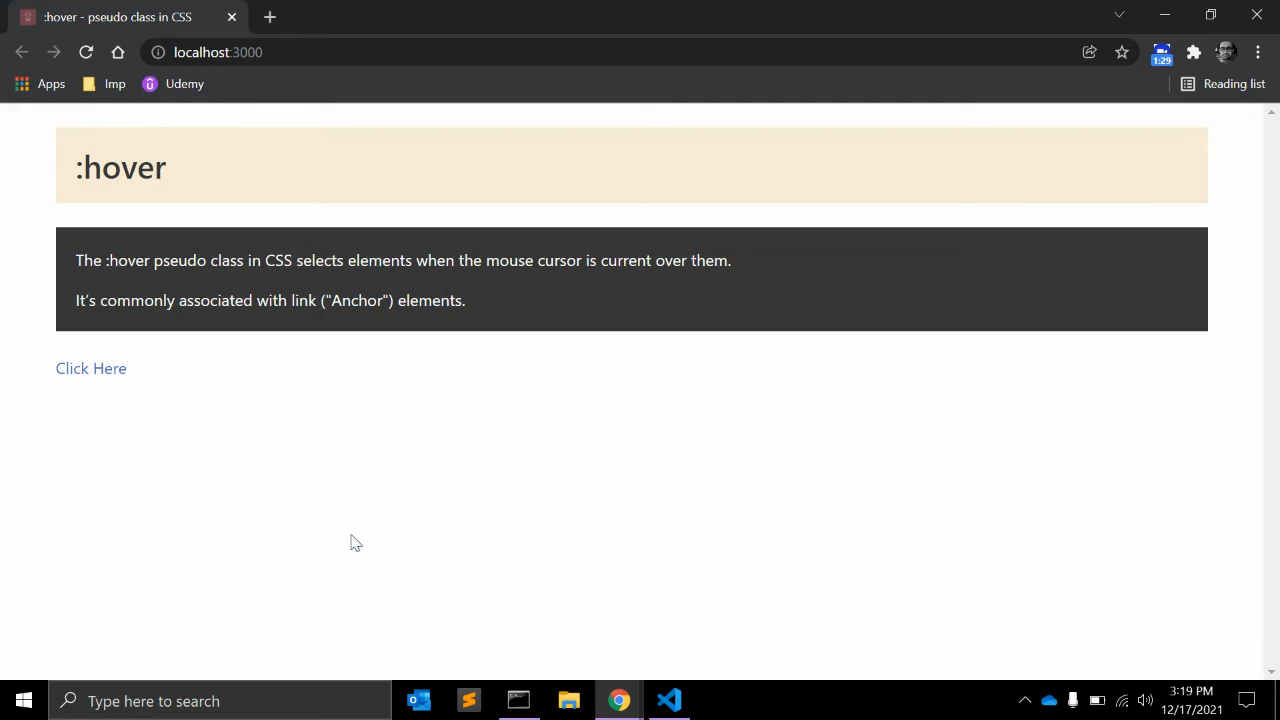 :hover - pseudo class in CSS
localhost:3000
1:29
Apps
Imp
Udemy
Reading list
:hover
The :hover pseudo class in CSS selects elements when the mouse cursor is current over them.
It's commonly associated with link ("Anchor") elements.
Click Here
Type here to search
3:19 PM
12/17/2021